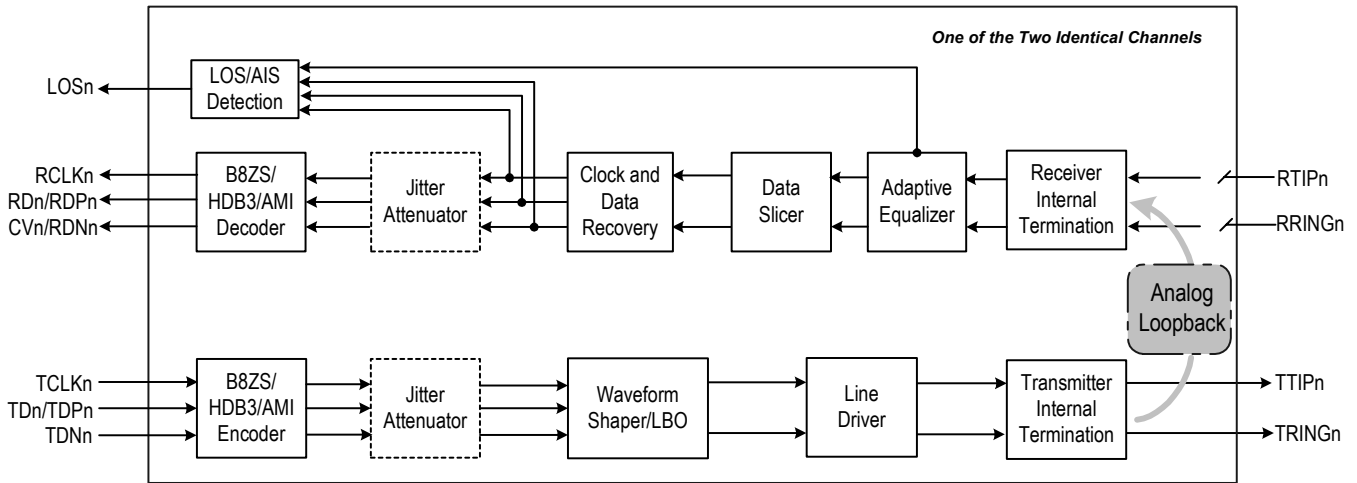 One of the Two Identical Channels
LOSn
LOS/AIS
Detection
RCLKn
RDn/RDPn
CVn/RDNn
B8ZS/
HDB3/AMI
Decoder
Jitter
Attenuator
Clock and
Data
Recovery
Data
Slicer
Adaptive
Equalizer
Receiver
Internal
Termination
RTIPn
RRINGn
Analog
Loopback
TCLKn
TDn/TDPn
TDNn
B8ZS/
HDB3/AMI
Encoder
Jitter
Attenuator
Waveform
Shaper/LBO
Line
Driver
Transmitter
Internal
Termination
TTIPn
TRINGn